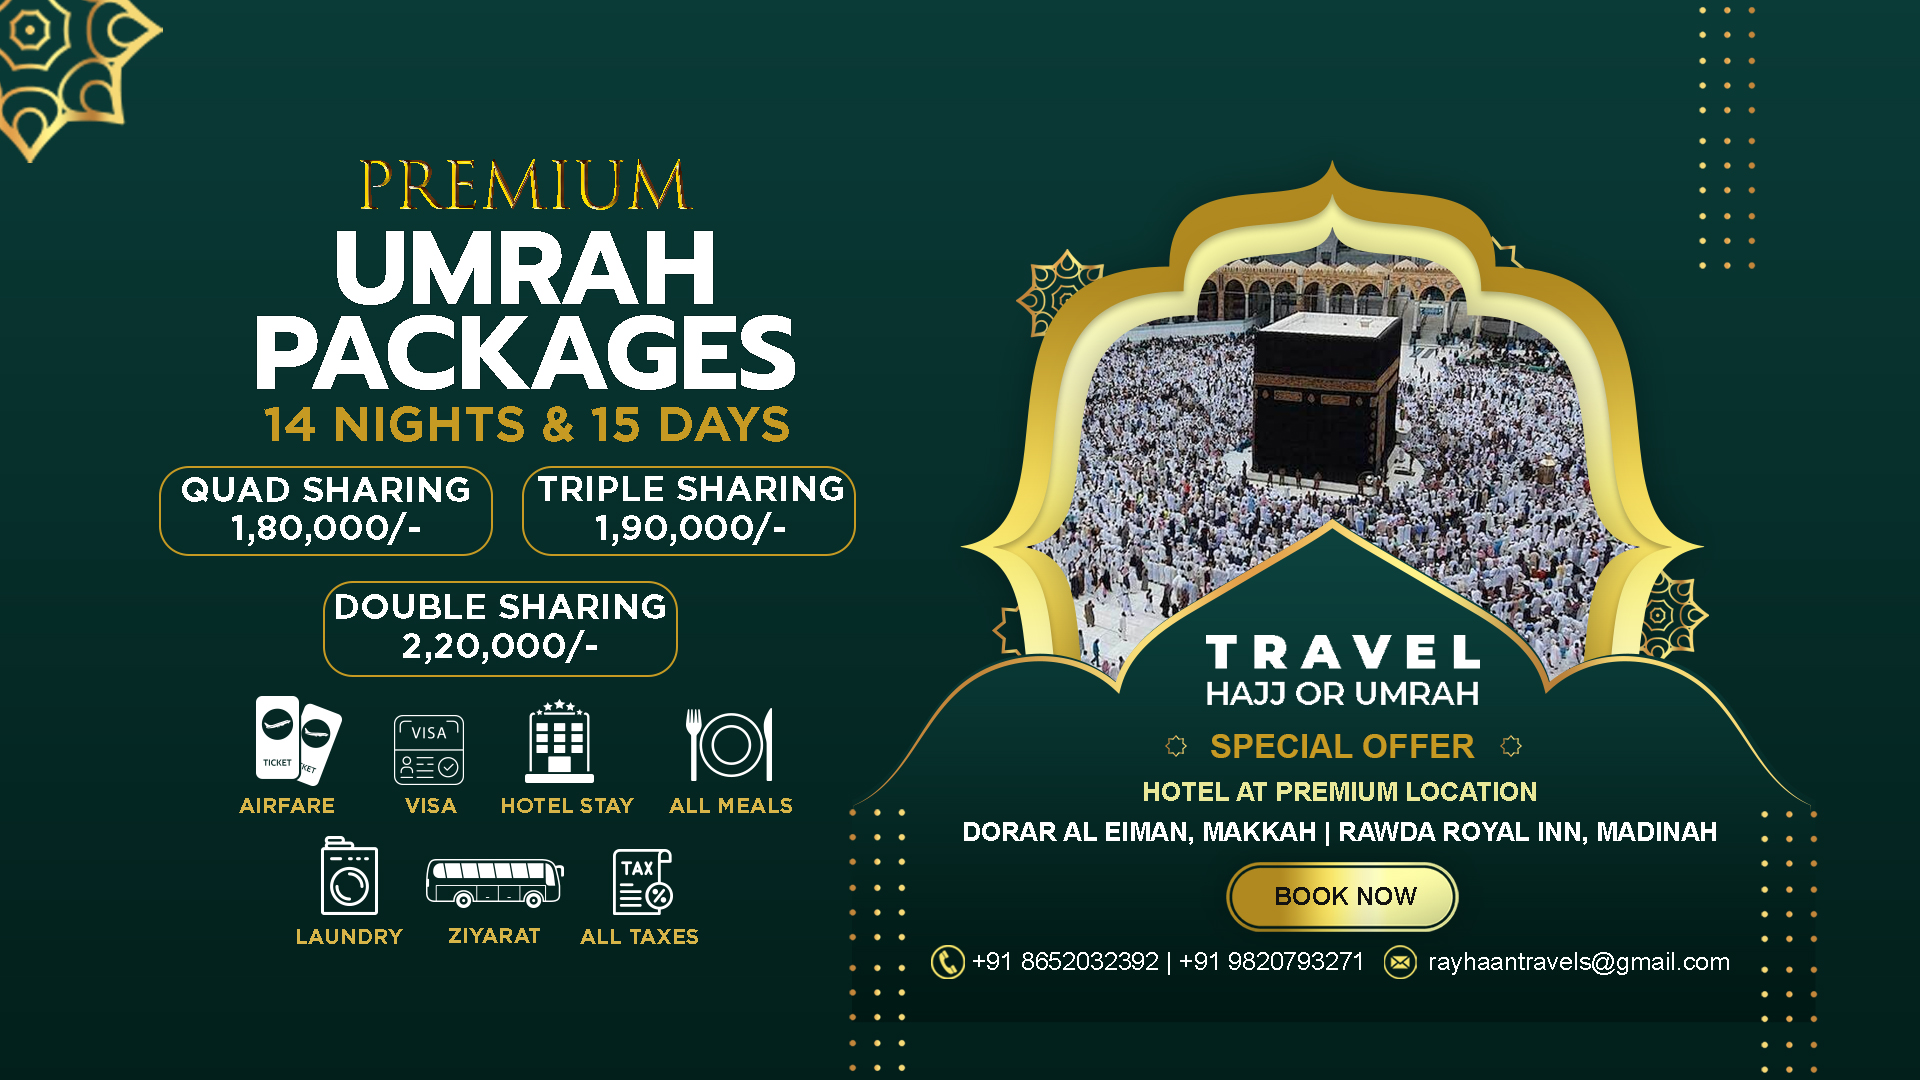 PREMIUM
UMRAH
PACKAGES
14 NIGHTS & 15 DAYS
QUAD SHARING
1,80,000/-
TRIPLE SHARING
1,90,000/-
DOUBLE SHARING
2,20,000/-
TICKET
KET
VISA
AIRFARE
VISA
HOTEL STAY
ALL MEALS
TAX
LAUNDRY
ZIYARAT
ALL TAXES
TRAVEL
HAJJ OR UMRAH
SPECIAL OFFER
HOTEL AT PREMIUM LOCATION
DORAR AL EIMAN, MAKKAH | RAWDA ROYAL INN, MADINAH
BOOK NOW
+91 8652032392 | +91 9820793271
rayhaantravels@gmail.com